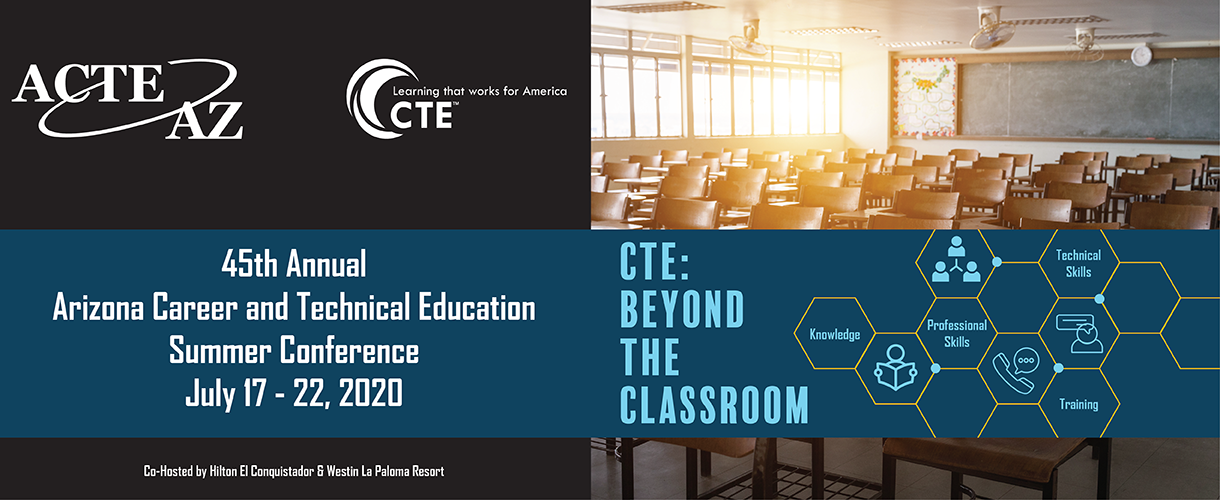 ACTE
AZ
Learning that works for America
CTE™
45th Annual
Arizona Career and Technical Education
Summer Conference
July 17 - 22, 2020
Co-Hosted by Hilton El Conquistador & Westin La Paloma Resort
CTE:
BEYOND
THE
CLASSROOM
Technical
Skills
Knowledge
Professional
Skills
Training